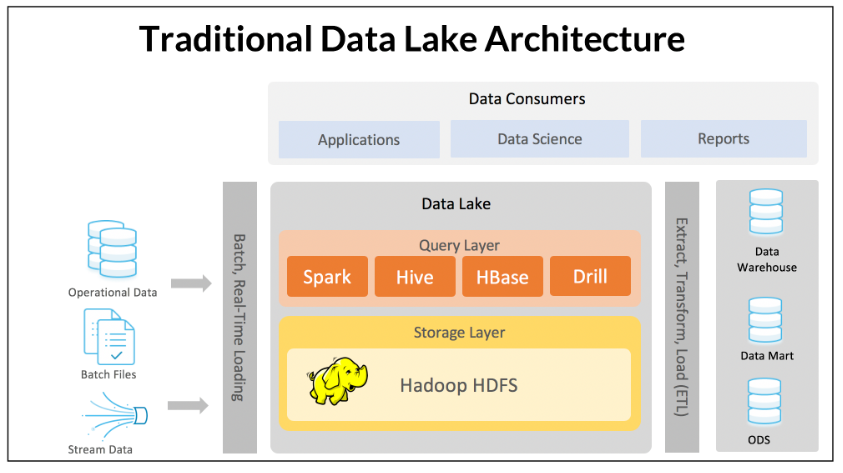 Traditional Data Lake Architecture
Data Consumers
Applications
Data Science
Reports
Operational Data
Batch Files
Stream Data
Batch, Real-Time Loading
Data Lake
Query Layer
Spark
Hive
HBase
Drill
Storage Layer
Hadoop HDFS
Extract, Transform, Load (ETL)
Data
Warehouse
Data Mart
ODS